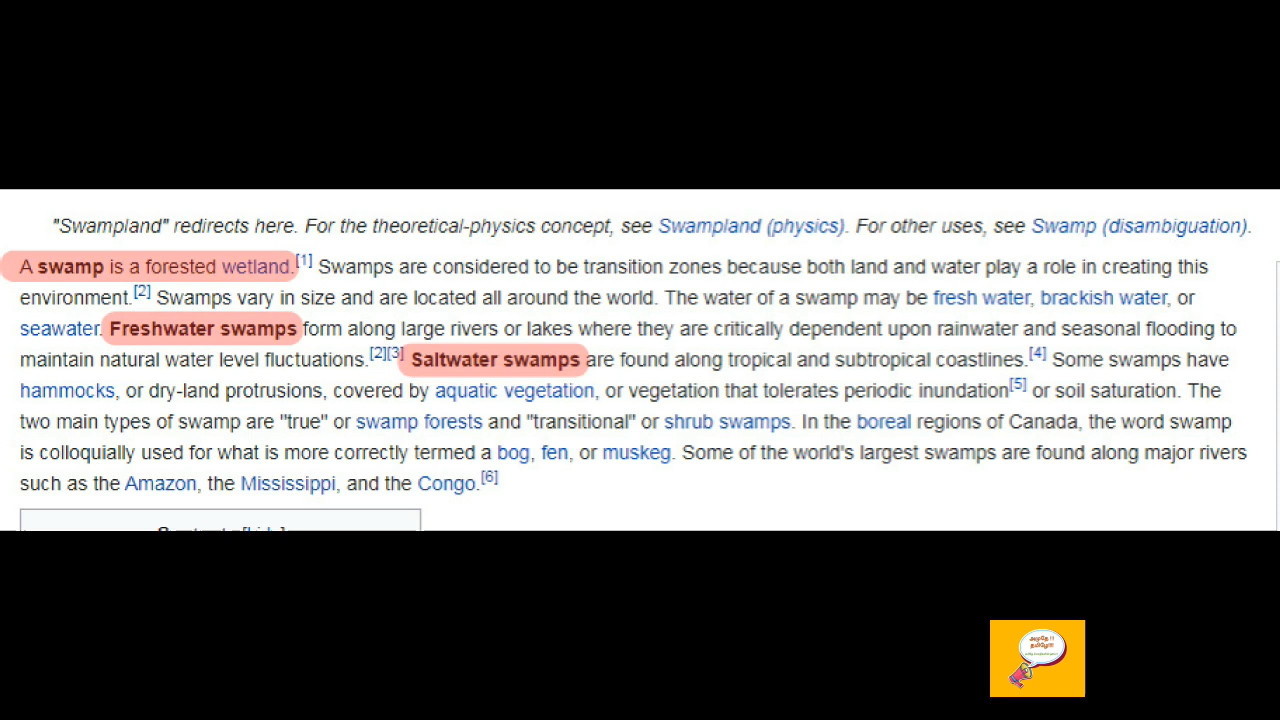 "Swampland" redirects here. For the theoretical-physics concept, see Swampland (physics). For other uses, see Swamp (disambiguation).
A swamp is a forested wetland.[1] Swamps are considered to be transition zones because both land and water play a role in creating this
environment.[2] Swamps vary in size and are located all around the world. The water of a swamp may be fresh water, brackish water, or
seawater. Freshwater swamps form along large rivers or lakes where they are critically dependent upon rainwater and seasonal flooding to
maintain natural water level fluctuations.[2][3] Saltwater swamps are found along tropical and subtropical coastlines.[4] Some swamps have
hammocks, or dry-land protrusions, covered by aquatic vegetation, or vegetation that tolerates periodic inundation[5] or soil saturation. The
two main types of swamp are "true" or swamp forests and "transitional" or shrub swamps. In the boreal regions of Canada, the word swamp
is colloquially used for what is more correctly termed a bog, fen, or muskeg. Some of the world's largest swamps are found along major rivers
such as the Amazon, the Mississippi, and the Congo.[6]
அமுதே !!
தமிழே!!!